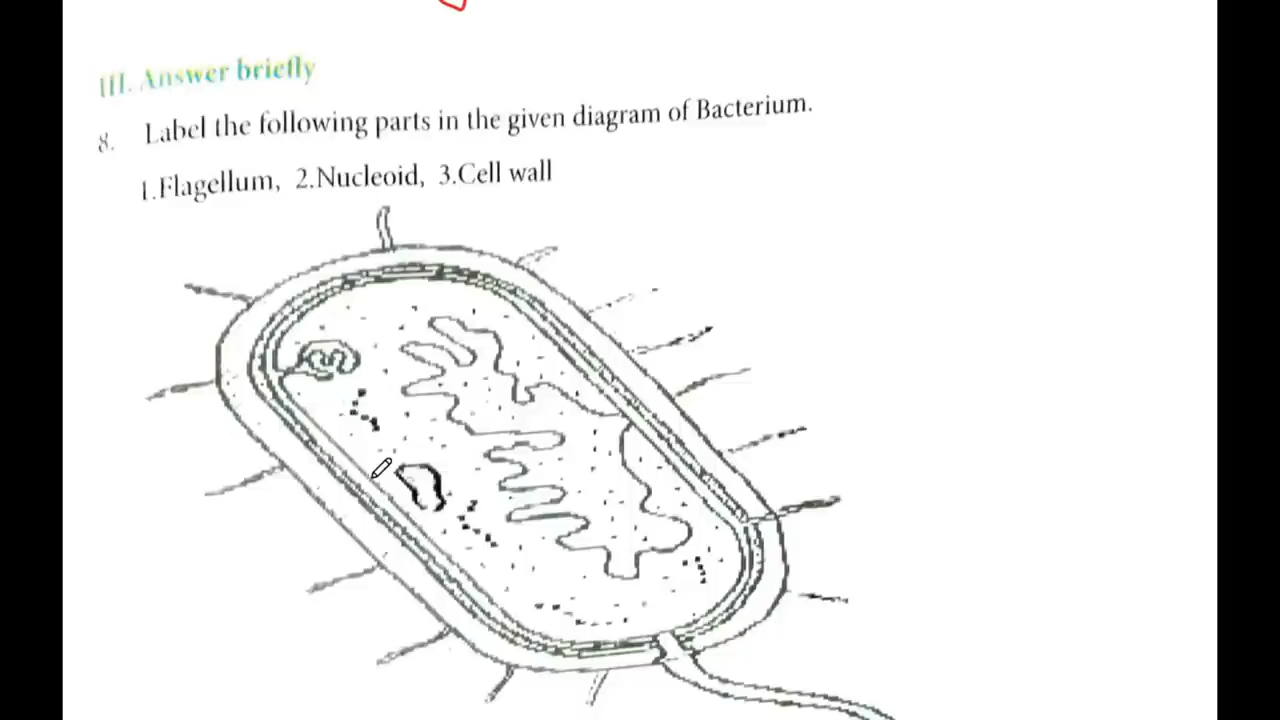 III. Answer briefly
8. Label the following parts in the given diagram of Bacterium.
1.Flagellum, 2.Nucleoid, 3.Cell wall